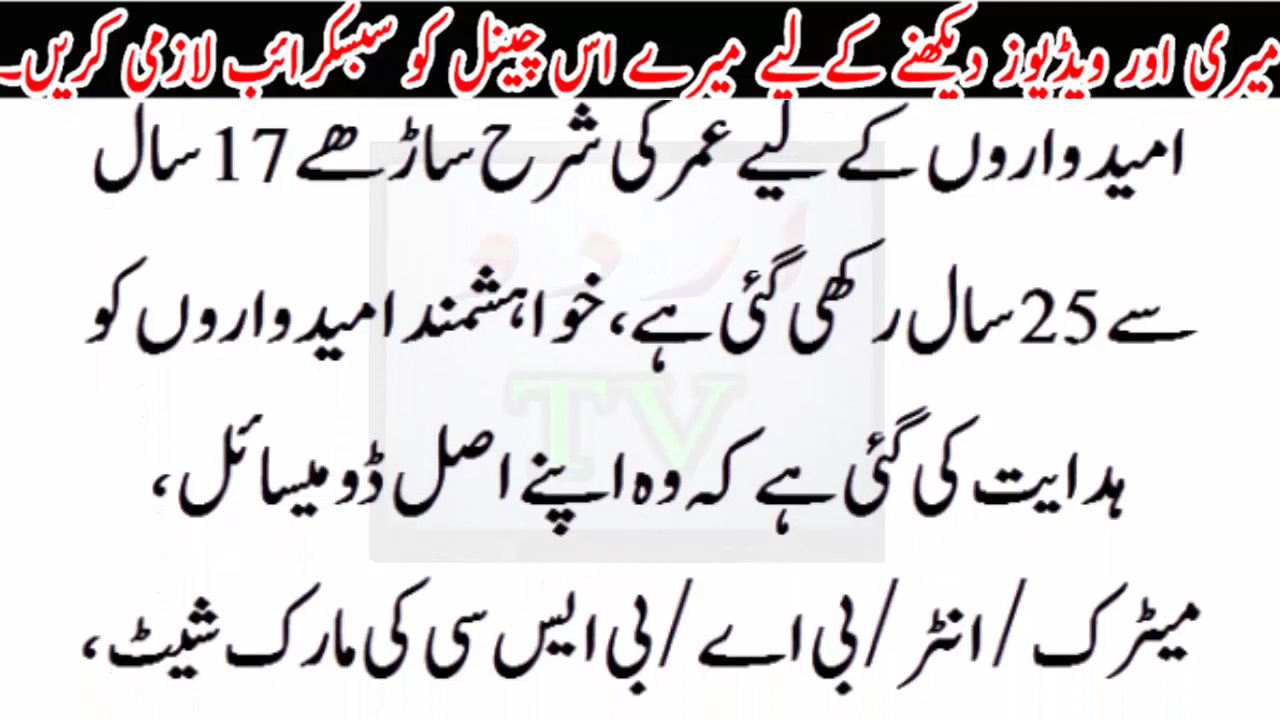 میری اور ویڈیوز دیکھنے کے لیے میرے اس چینل کو سبسکرائب لازمی کریں۔
امیدواروں کے لیے عمر کی شرح ساڑھے 17 سال
سے 25 سال رکھی گئی ہے، خواہشمند امیدواروں کو
ہدایت کی گئی ہے کہ وہ اپنے اصل ڈومیسائل،
میٹرک/انٹر/بی اے/بی ایس سی کی مارک شیٹ،
اردو
TV